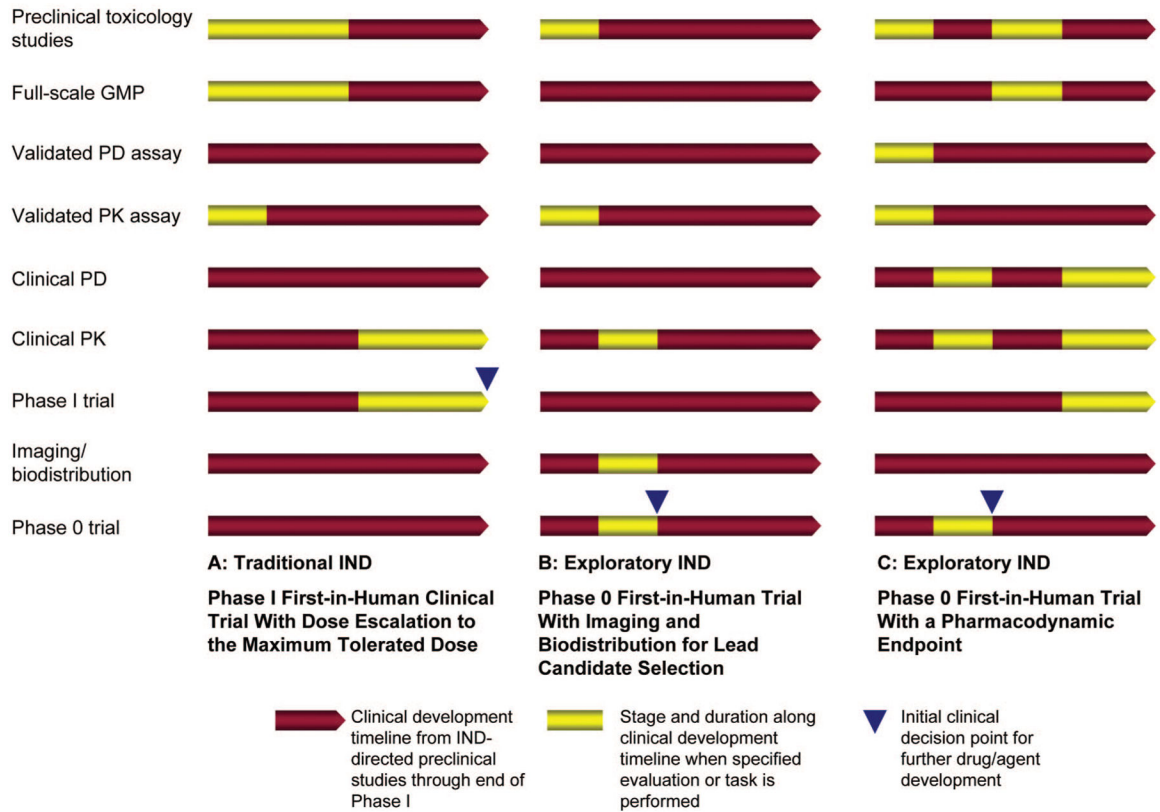 Preclinical toxicology
studies
Full-scale GMP
Validated PD assay
Validated PK assay
Clinical PD
Clinical PK
Phase I trial
Imaging/
biodistribution
Phase 0 trial
A: Traditional IND
Phase I First-in-Human Clinical
Trial With Dose Escalation to
the Maximum Tolerated Dose
B: Exploratory IND
Phase 0 First-in-Human Trial
With Imaging and
Biodistribution for Lead
Candidate Selection
C: Exploratory IND
Phase 0 First-in-Human Trial
With a Pharmacodynamic
Endpoint
Clinical development
timeline from IND-
directed preclinical
studies through end of
Phase I
Stage and duration along
clinical development
timeline when specified
evaluation or task is
performed
Initial clinical
decision point for
further drug/agent
development